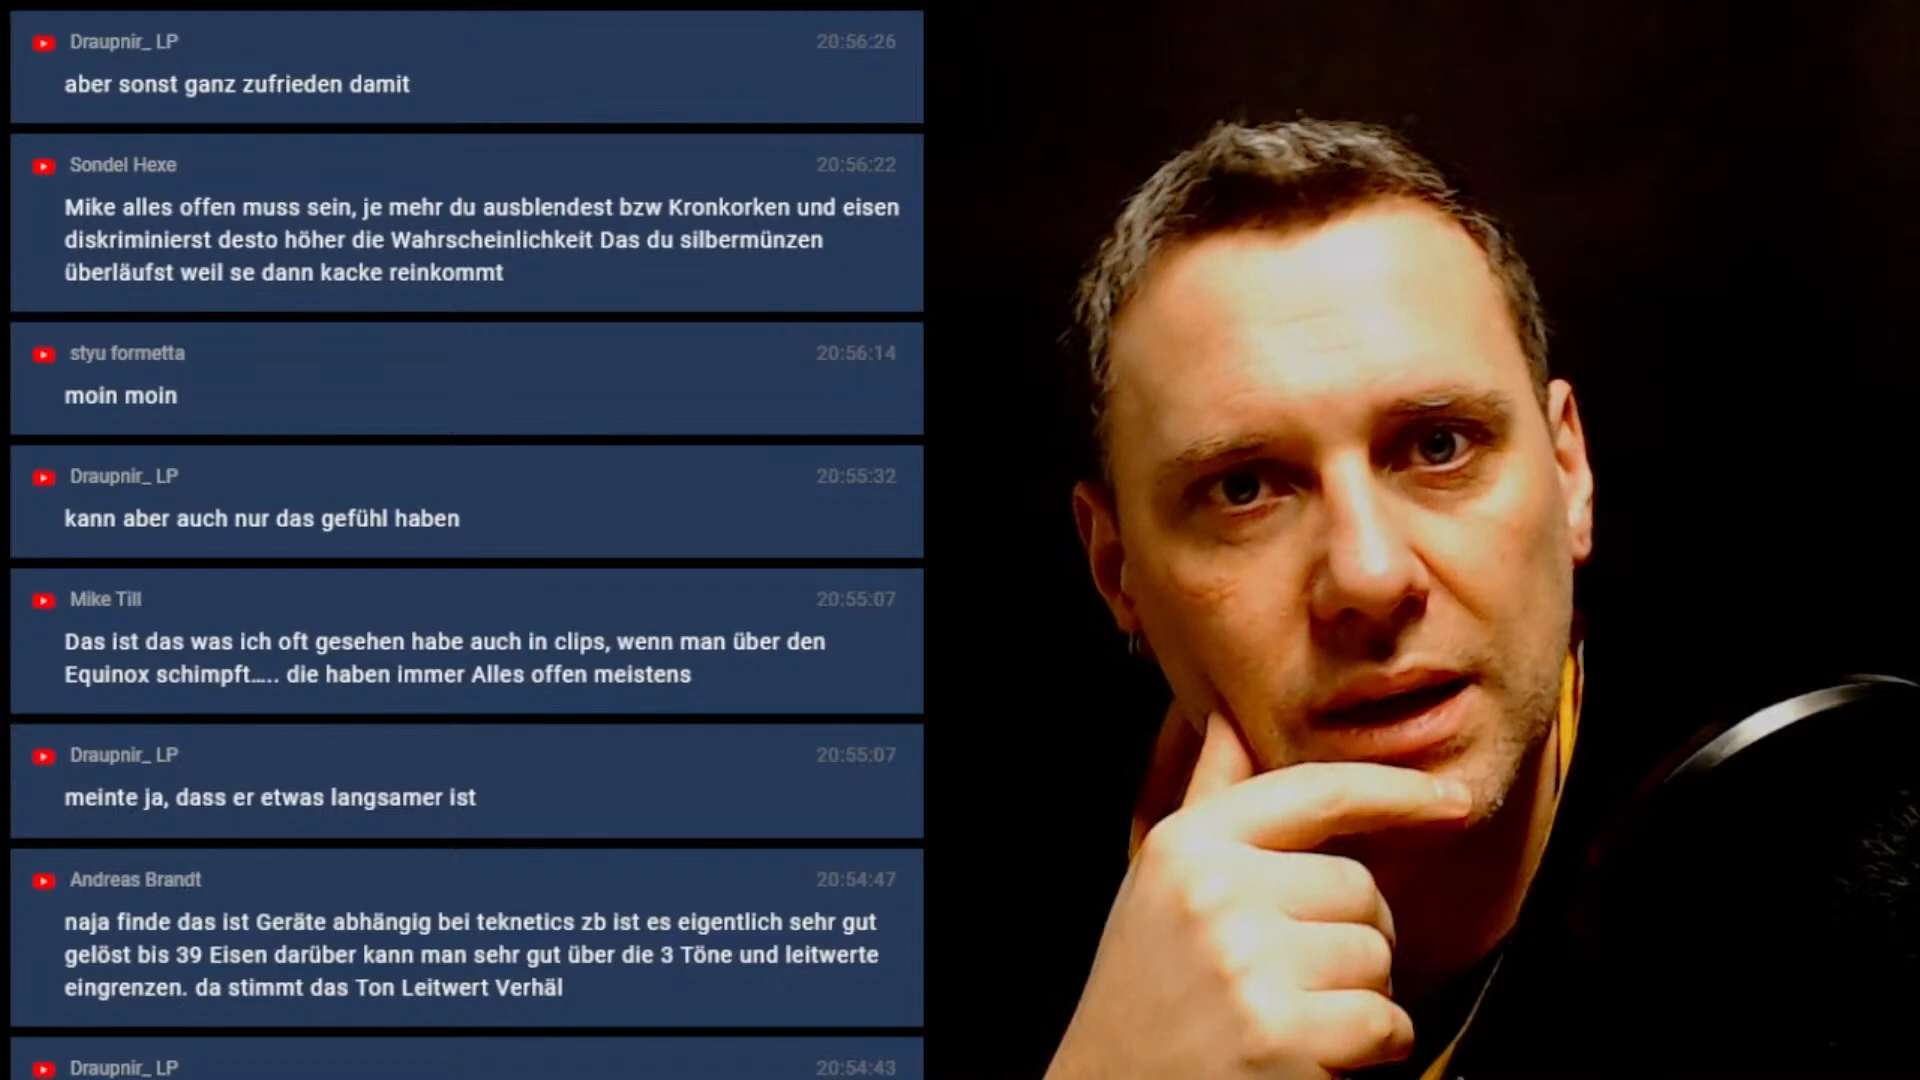 Draupnir_ LP 20:56:26
aber sonst ganz zufrieden damit
Sondel Hexe 20:56:22
Mike alles offen muss sein, je mehr du ausblendest bzw Kronkorken und eisen
diskriminierst desto höher die Wahrscheinlichkeit Das du silbermünzen
überläufst weil se dann kacke reinkommt
styu formetta 20:56:14
moin moin
Draupnir_ LP 20:55:32
kann aber auch nur das gefühl haben
Mike Till 20:55:07
Das ist das was ich oft gesehen habe auch in clips, wenn man über den
Equinox schimpft..... die haben immer Alles offen meistens
Draupnir_ LP 20:55:07
meinte ja, dass er etwas langsamer ist
Andreas Brandt 20:54:47
naja finde das ist Geräte abhängig bei teknetics zb ist es eigentlich sehr gut
gelöst bis 39 Eisen darüber kann man sehr gut über die 3 Töne und leitwerte
eingrenzen. da stimmt das Ton Leitwert Verhäl
Draupnir_ LP 20:54:43